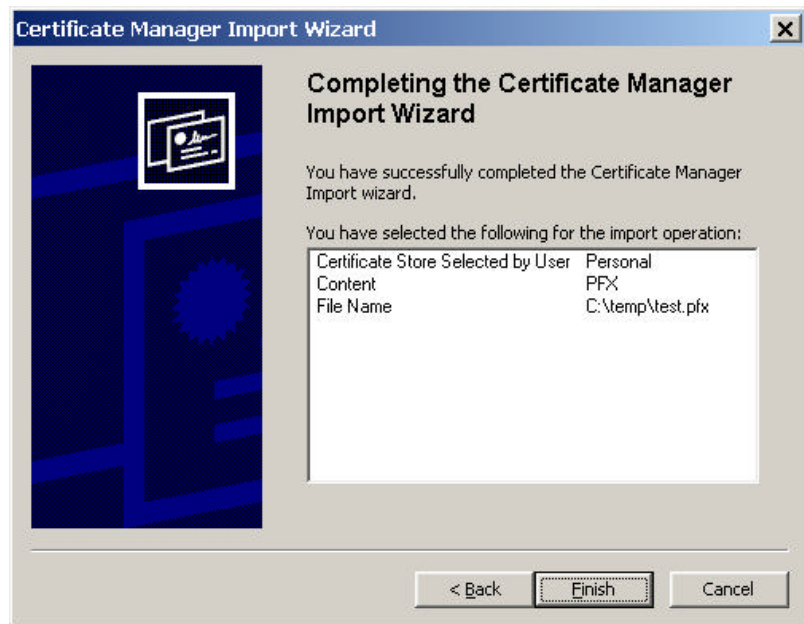 Certificate Manager Import Wizard
Completing the Certificate Manager
Import Wizard
You have successfully completed the Certificate Manager
Import wizard.
You have selected the following for the import operation:
Certificate Store Selected by User Personal
Content PFX
File Name C:\temp\test.pfx
< Back Finish Cancel